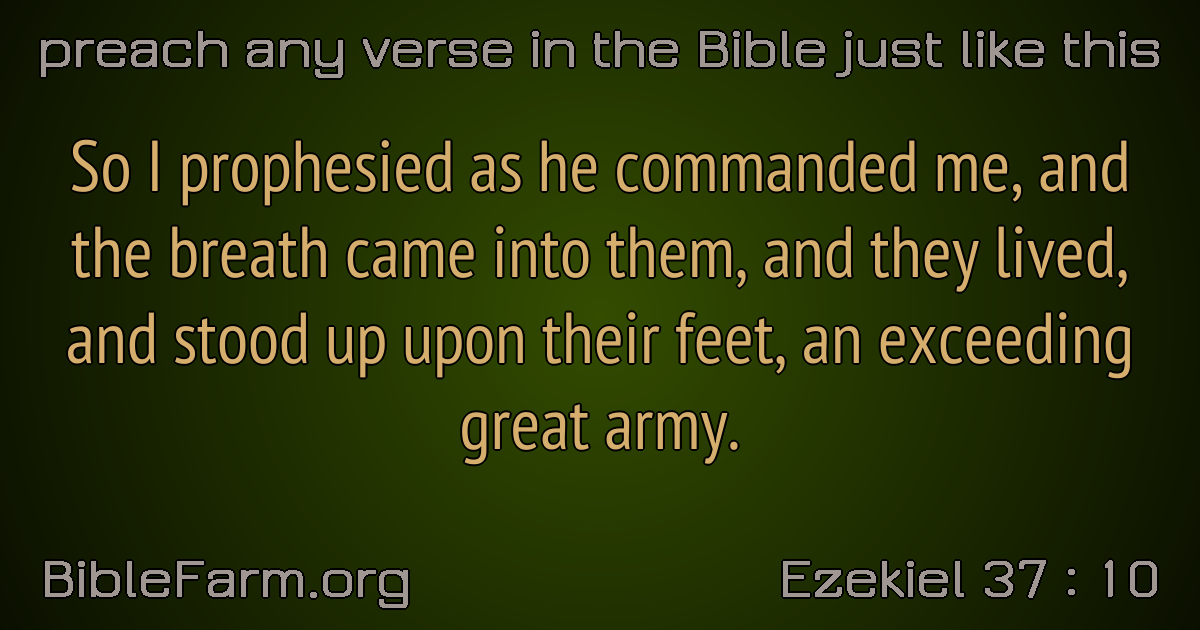 preach any verse in the Bible just like this
So I prophesied as he commanded me, and
the breath came into them, and they lived,
and stood up upon their feet, an exceeding
great army.
BibleFarm.org
Ezekiel 37 : 10